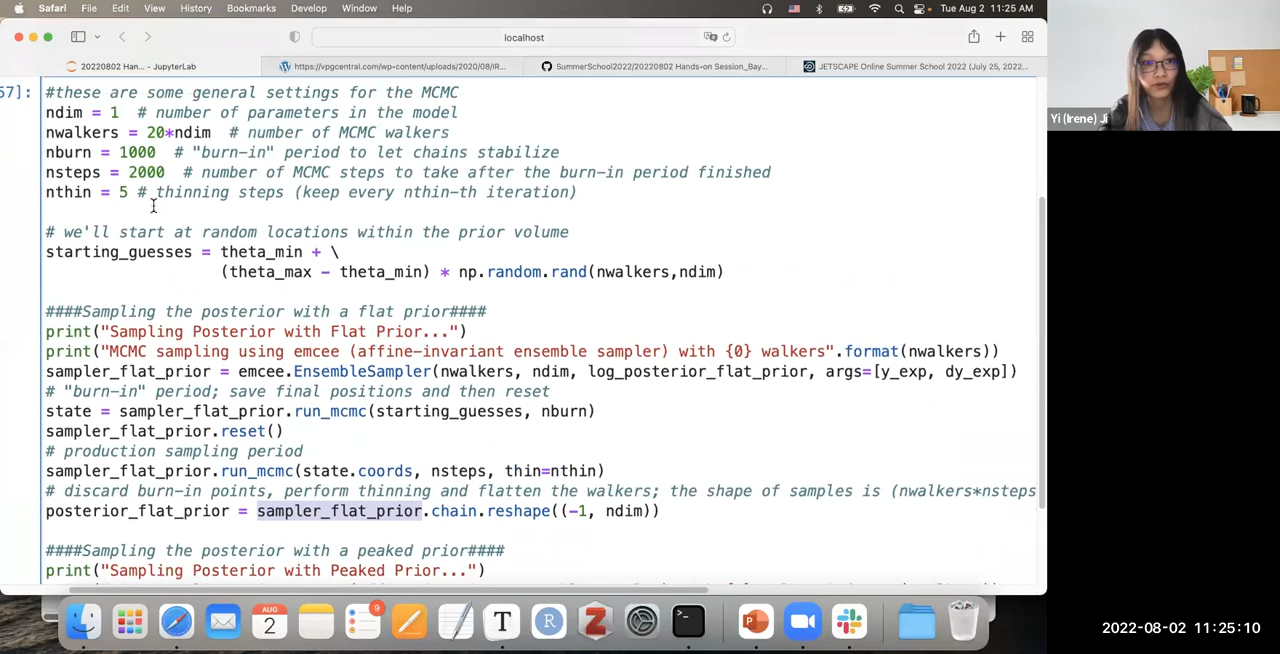 Safari File Edit View History Bookmarks Develop Window Help Tue Aug 2 11:25 AM
localhost
20220802 Han... - JupyterLab
https://vpgcentral.com/wp-content/uploads/2020/08/IR...
SummerSchool2022/20220802 Hands-on Session_Bay...
JETSCAPE Online Summer School 2022 (July 25, 2022...
57]:
#these are some general settings for the MCMC
ndim = 1 # number of parameters in the model
nwalkers = 20*ndim # number of MCMC walkers
nburn = 1000 # "burn-in" period to let chains stabilize
nsteps = 2000 # number of MCMC steps to take after the burn-in period finished
nthin = 5 # thinning steps (keep every nthin-th iteration)
# we'll start at random locations within the prior volume
starting_guesses = theta_min + \
(theta_max - theta_min) * np.random.rand(nwalkers,ndim)
####Sampling the posterior with a flat prior####
print("Sampling Posterior with Flat Prior...")
print("MCMC sampling using emcee (affine-invariant ensemble sampler) with {0} walkers".format(nwalkers))
sampler_flat_prior = emcee.EnsembleSampler(nwalkers, ndim, log_posterior_flat_prior, args=[y_exp, dy_exp])
# "burn-in" period; save final positions and then reset
state = sampler_flat_prior.run_mcmc(starting_guesses, nburn)
sampler_flat_prior.reset()
# production sampling period
sampler_flat_prior.run_mcmc(state.coords, nsteps, thin=nthin)
# discard burn-in points, perform thinning and flatten the walkers; the shape of samples is (nwalkers*nsteps
posterior_flat_prior = sampler_flat_prior.chain.reshape((-1, ndim))
####Sampling the posterior with a peaked prior####
print("Sampling Posterior with Peaked Prior...")
Yi (Irene) Ji
AUG
2
9
2022-08-02 11:25:10